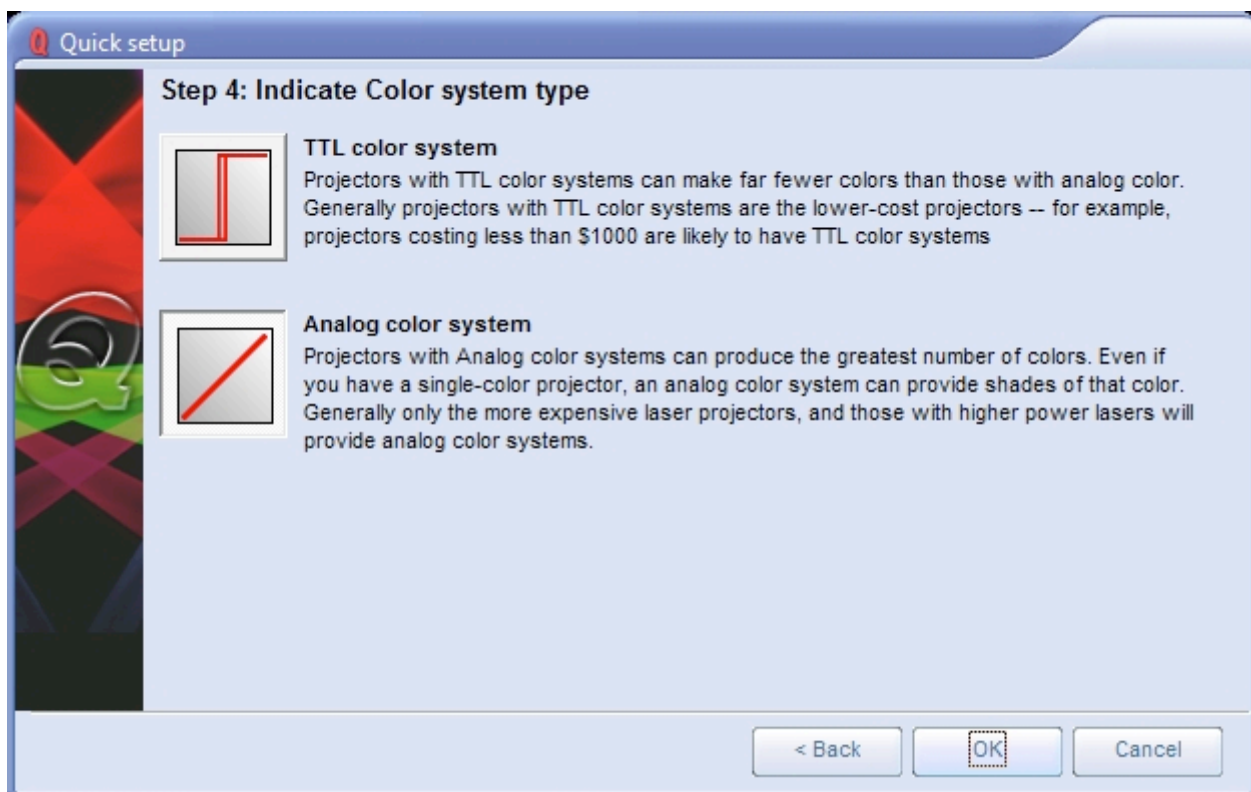 Quick setup
Step 4: Indicate Color system type
TTL color system
Projectors with TTL color systems can make far fewer colors than those with analog color.
Generally projectors with TTL color systems are the lower-cost projectors -- for example,
projectors costing less than $1000 are likely to have TTL color systems
Analog color system
Projectors with Analog color systems can produce the greatest number of colors. Even if
you have a single-color projector, an analog color system can provide shades of that color.
Generally only the more expensive laser projectors, and those with higher power lasers will
provide analog color systems.
< Back
OK
Cancel